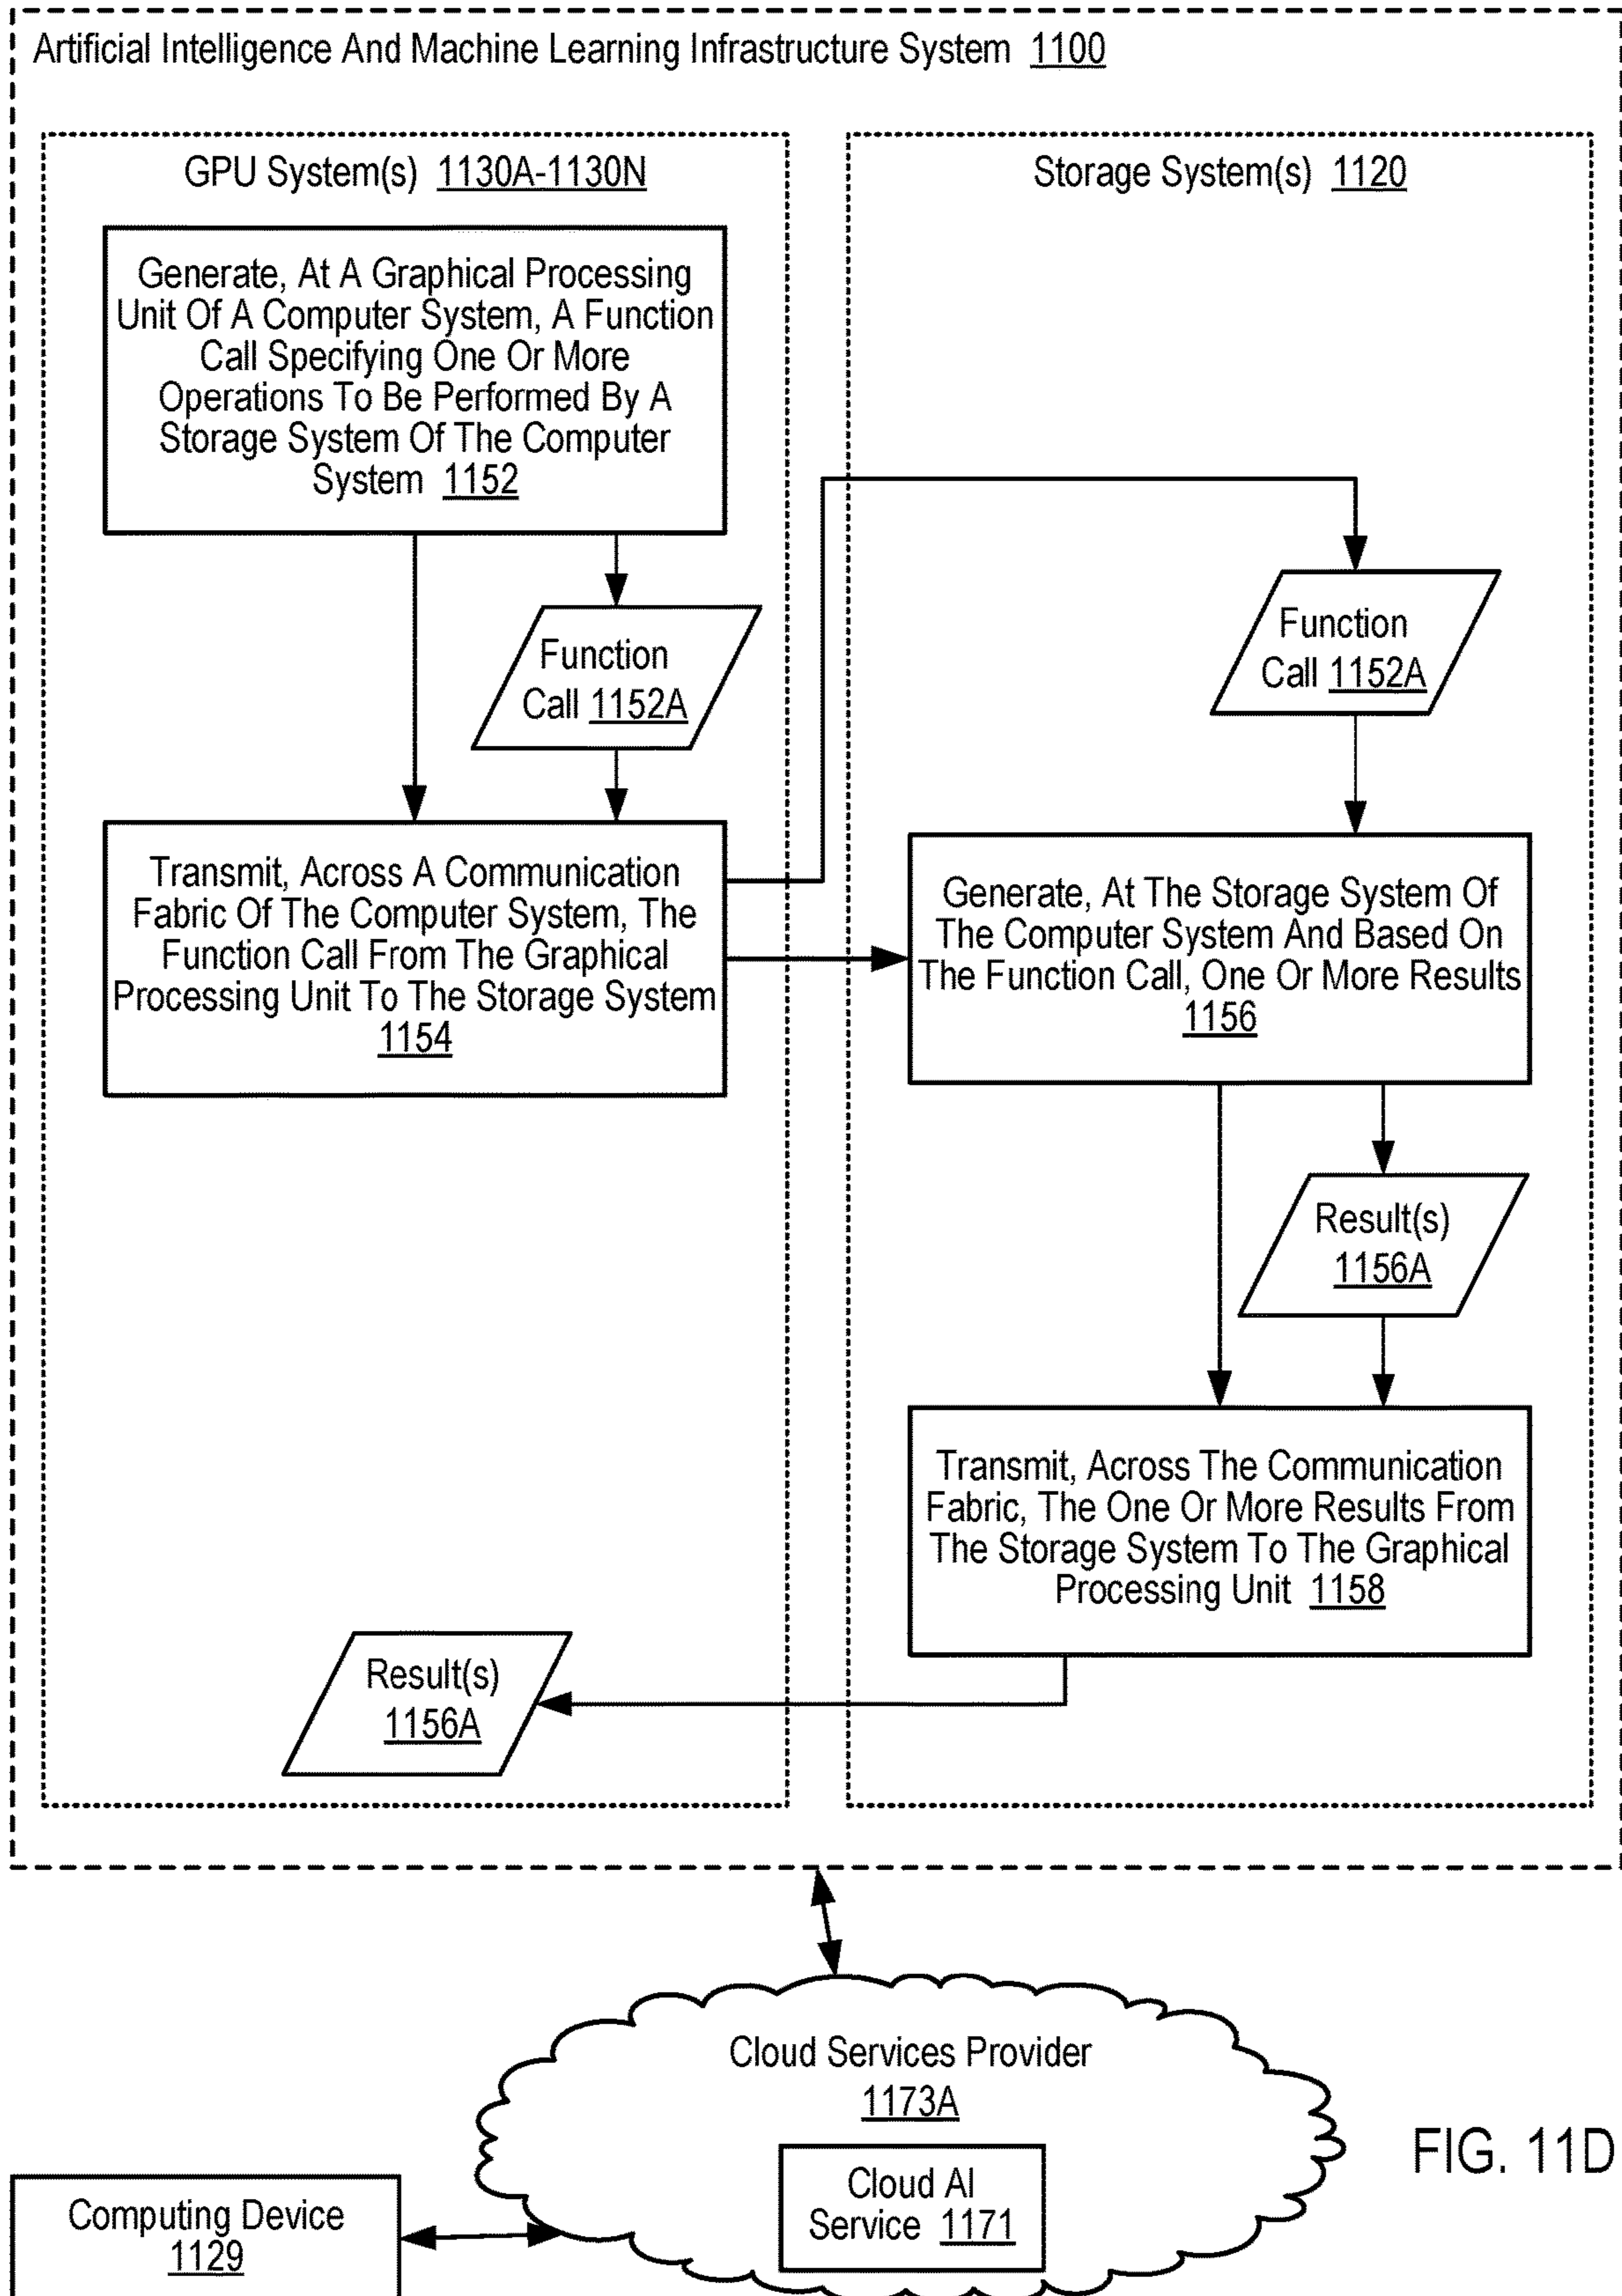 Artificial Intelligence And Machine Learning Infrastructure System 1100
GPU System(s) 1130A-1130N
Generate, At A Graphical Processing
Unit Of A Computer System, A Function
Call Specifying One Or More
Operations To Be Performed By A
Storage System Of The Computer
System 1152
Function
Call 1152A
Transmit, Across A Communication
Fabric Of The Computer System, The
Function Call From The Graphical
Processing Unit To The Storage System
1154
Storage System(s) 1120
Function
Call 1152A
Generate, At The Storage System Of
The Computer System And Based On
The Function Call, One Or More Results
1156
Result(s)
1156A
Transmit, Across The Communication
Fabric, The One Or More Results From
The Storage System To The Graphical
Processing Unit 1158
Result(s)
1156A
Cloud Services Provider
1173A
Cloud AI
Service 1171
Computing Device
1129
FIG. 11D